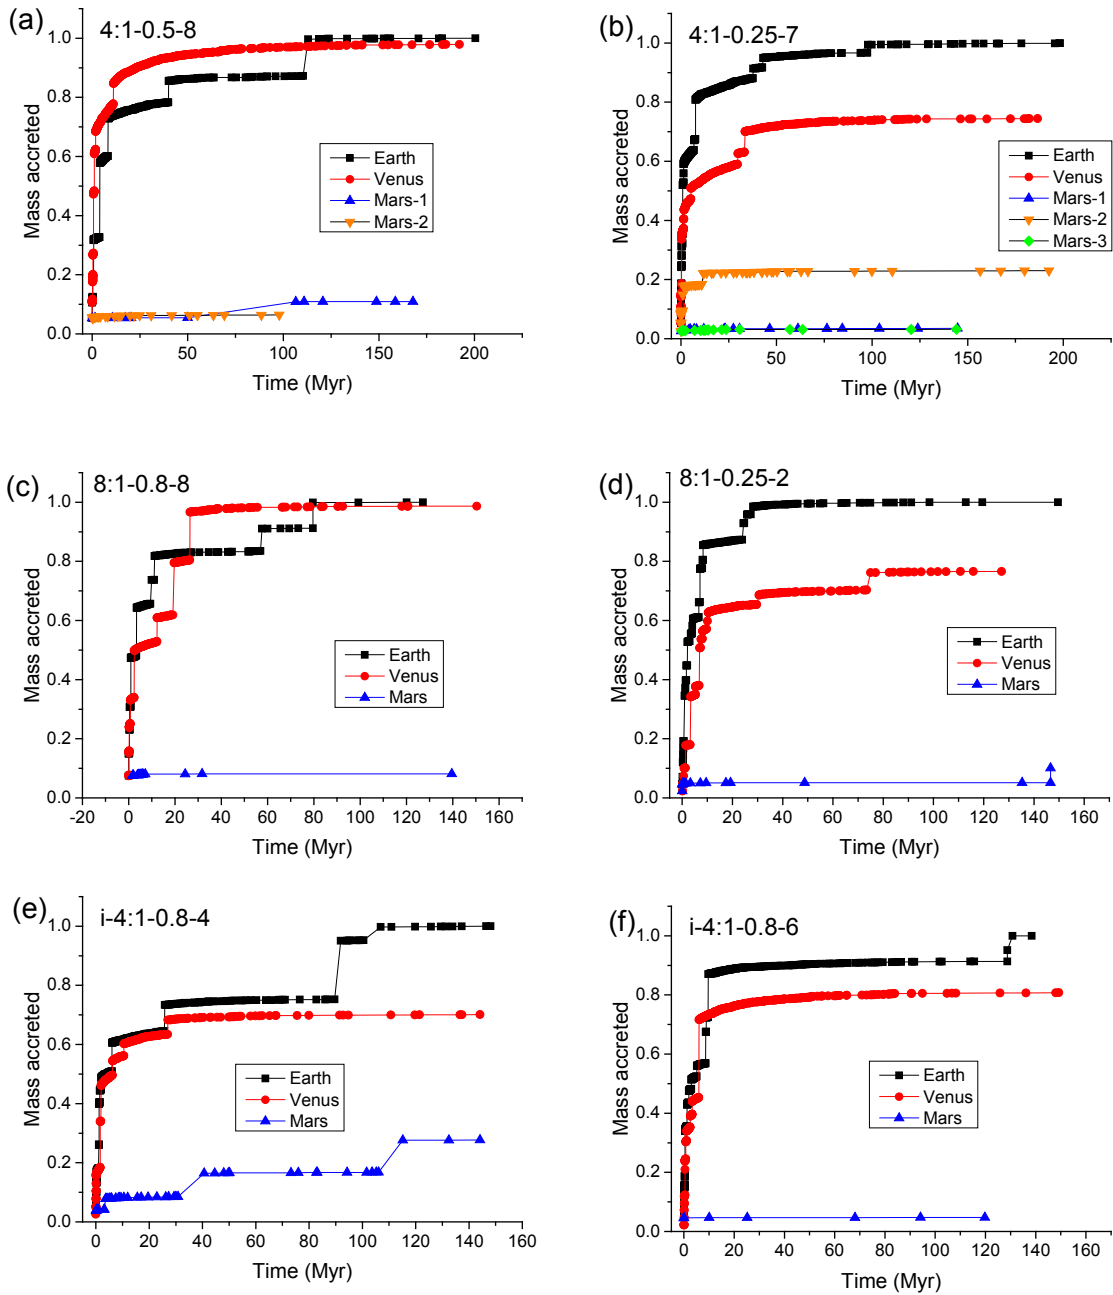 (a)
4:1-0.5-8
Mass accreted
1.0
0.8
0.6
0.4
0.2
0.0
Earth
Venus
Mars-1
Mars-2
0 50 100 150 200
Time (Myr)
(b)
4:1-0.25-7
Mass accreted
1.0
0.8
0.6
0.4
0.2
0.0
Earth
Venus
Mars-1
Mars-2
Mars-3
0 50 100 150 200
Time (Myr)
(c)
8:1-0.8-8
Mass accreted
1.0
0.8
0.6
0.4
0.2
0.0
Earth
Venus
Mars
-20 0 20 40 60 80 100 120 140 160
Time (Myr)
(d)
8:1-0.25-2
Mass accreted
1.0
0.8
0.6
0.4
0.2
0.0
Earth
Venus
Mars
0 20 40 60 80 100 120 140 160
Time (Myr)
(e)
i-4:1-0.8-4
Mass accreted
1.0
0.8
0.6
0.4
0.2
0.0
Earth
Venus
Mars
0 20 40 60 80 100 120 140 160
Time (Myr)
(f)
i-4:1-0.8-6
Mass accreted
1.0
0.8
0.6
0.4
0.2
0.0
Earth
Venus
Mars
0 20 40 60 80 100 120 140 160
Time (Myr)